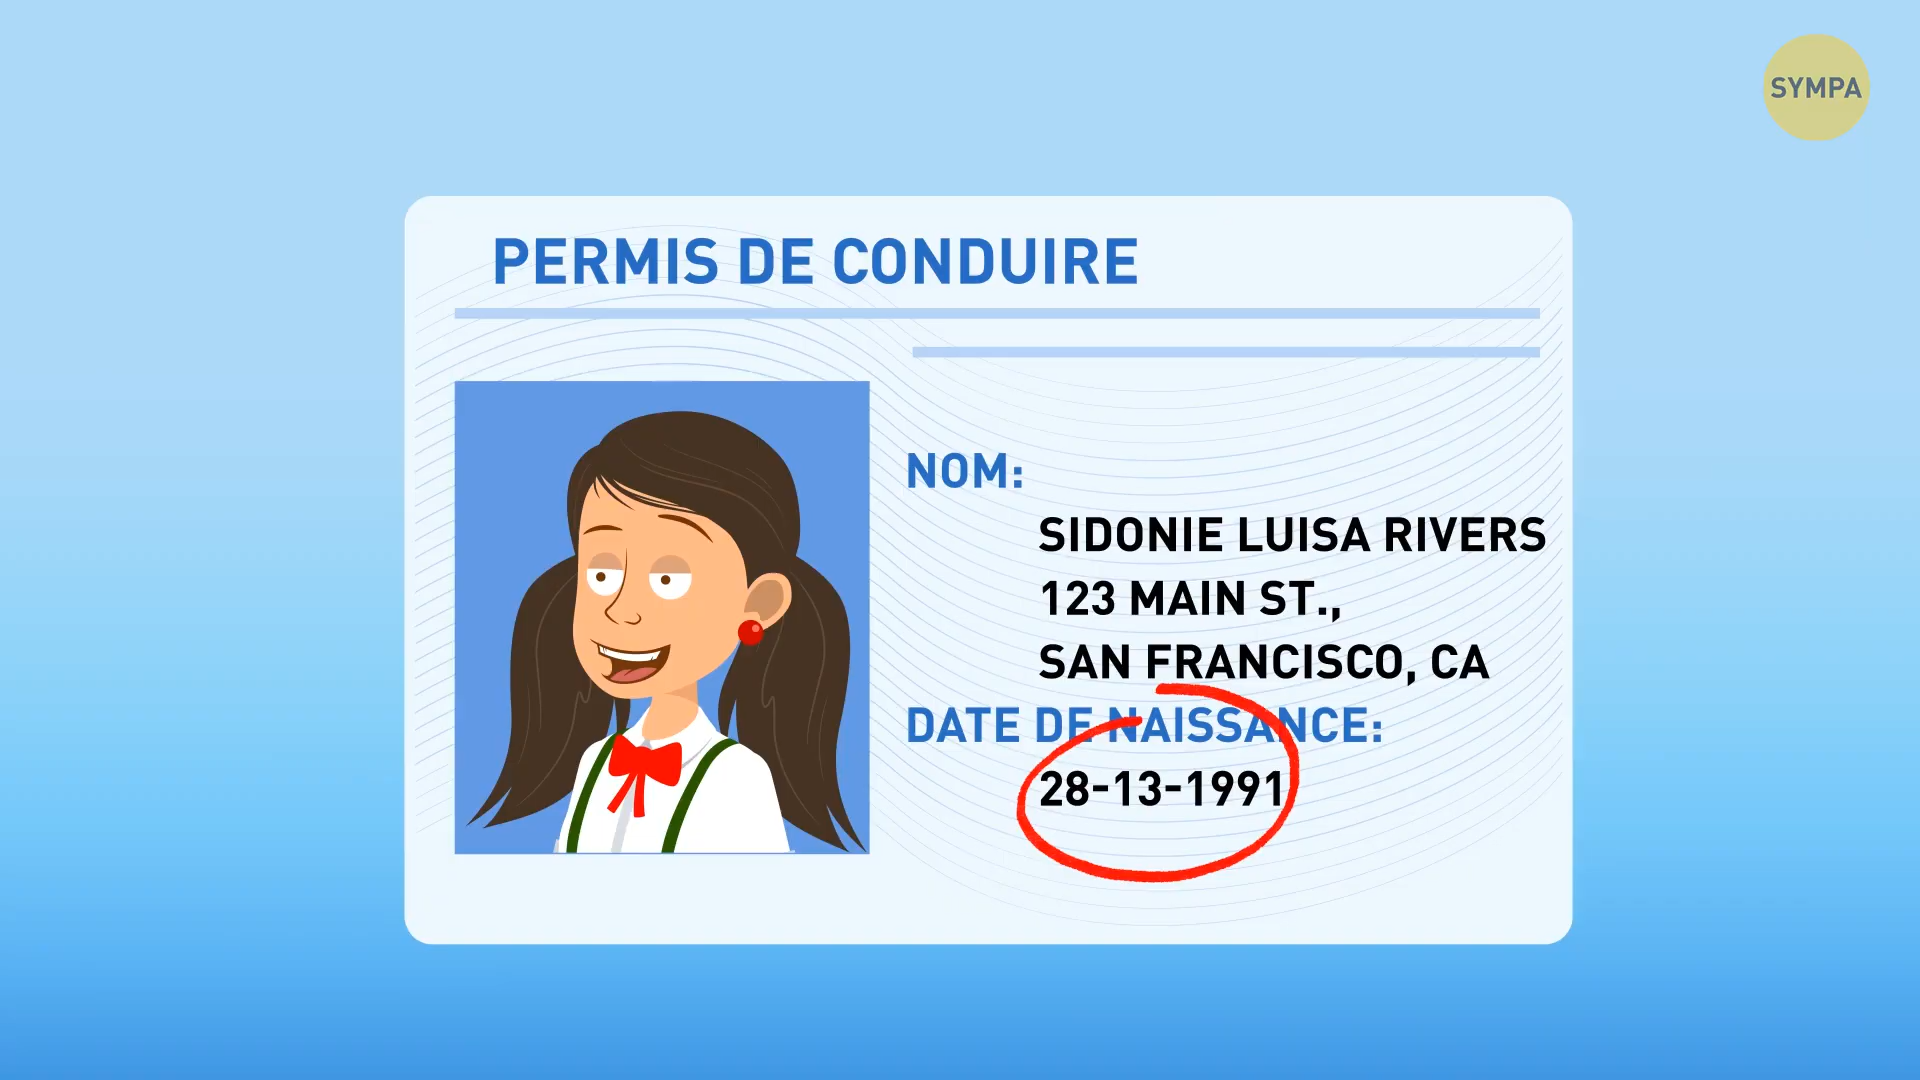 SYMPA
PERMIS DE CONDUIRE
NOM:
SIDONIE LUISA RIVERS
123 MAIN ST.,
SAN FRANCISCO, CA
DATE DE NAISSANCE:
28-13-1991